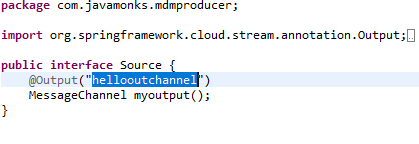 package com.javamonks.mdmproducer;
import org.springframework.cloud.stream.annotation.Output;
public interface Source {
@Output("hellooutchannel")
MessageChannel myoutput();
}